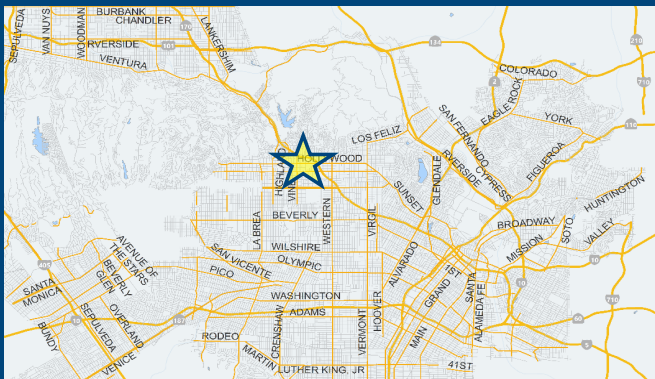 BURBANK
CHANDLER
SEPULVEDA
VAN NUYS
WOODMAN
LANKERSHIM
170
RIVERSIDE
101
134
VENTURA
COLORADO
2
EAGLE ROCK
710
SAN FERNANDO
YORK
LOS FELIZ
110
HOLLYWOOD
HIGHLAND
VINE
RIVERSIDE
CYPRESS
FIGUEROA
GLENDALE
SUNSET
HUNTINGTON
LA BREA
BEVERLY
WESTERN
VIRGIL
BROADWAY
SOTO
VALLEY
MISSION
AVENUE OF
THE STARS
BEVERLY
GLEN
WILSHIRE
SAN VICENTE
OLYMPIC
PICO
ALVARADO
10
405
1ST
SANTA
MONICA
GRAND
SANTA
FE
ALAMEDA
10
WASHINGTON
ADAMS
HOOVER
710
SEPULVEDA
OVERLAND
10
187
60
BUNDY
RODEO
CRENSHAW
VERMONT
MAIN
5
VENICE
MARTIN
LUTHER KING, JR
41ST